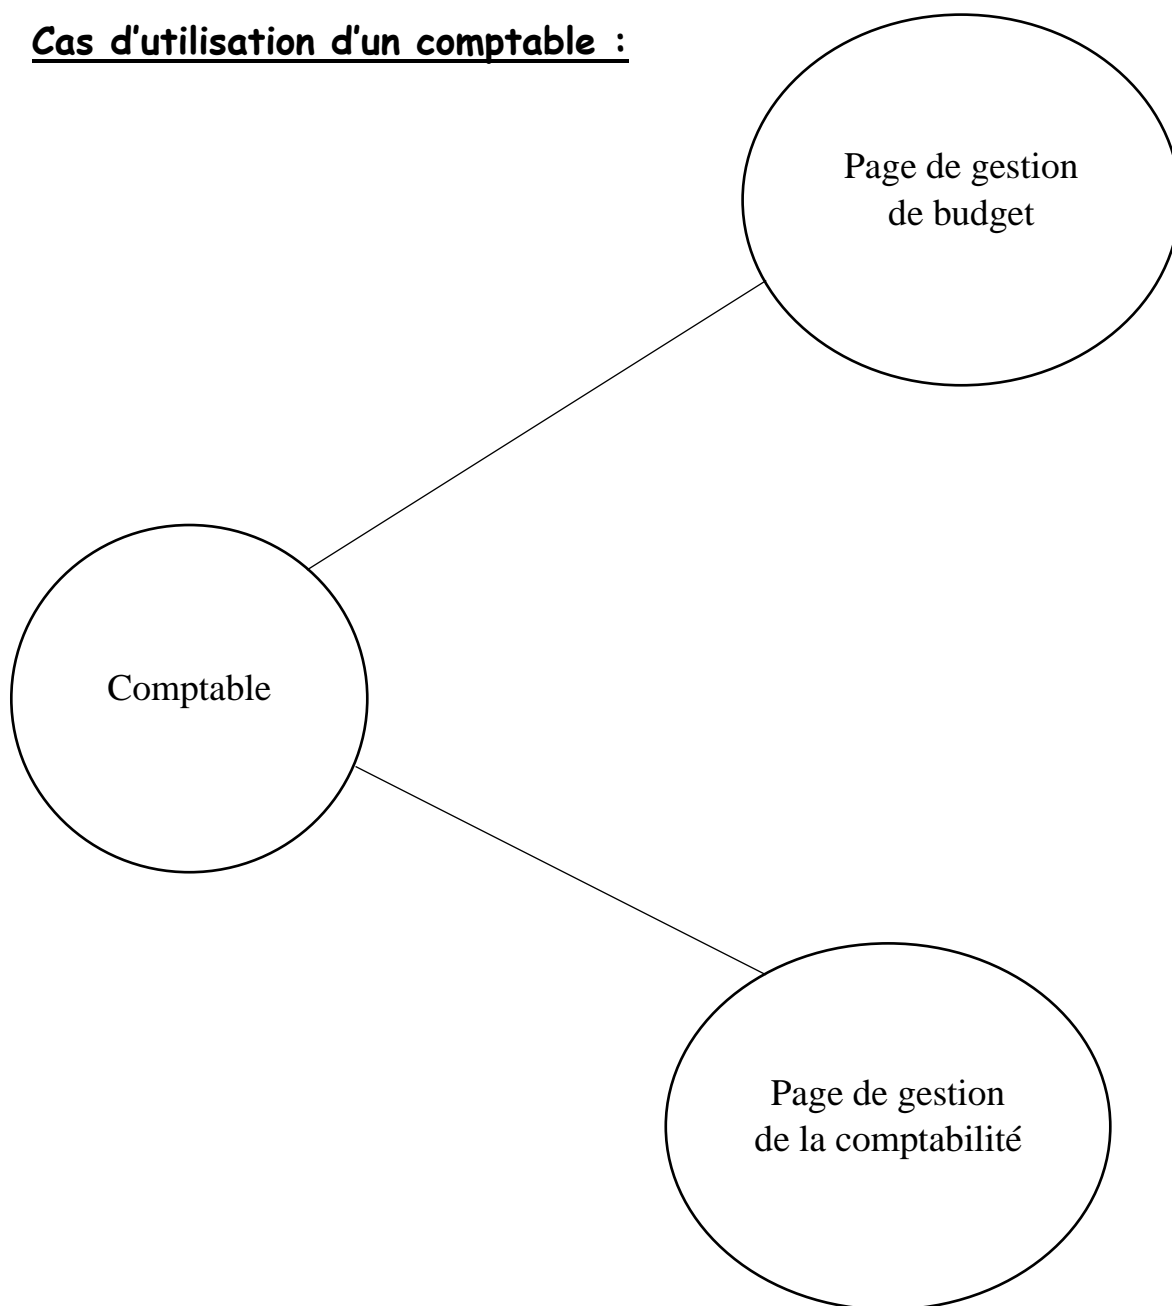 Cas d'utilisation d'un comptable :
Page de gestion
de budget
Comptable
Page de gestion
de la comptabilité